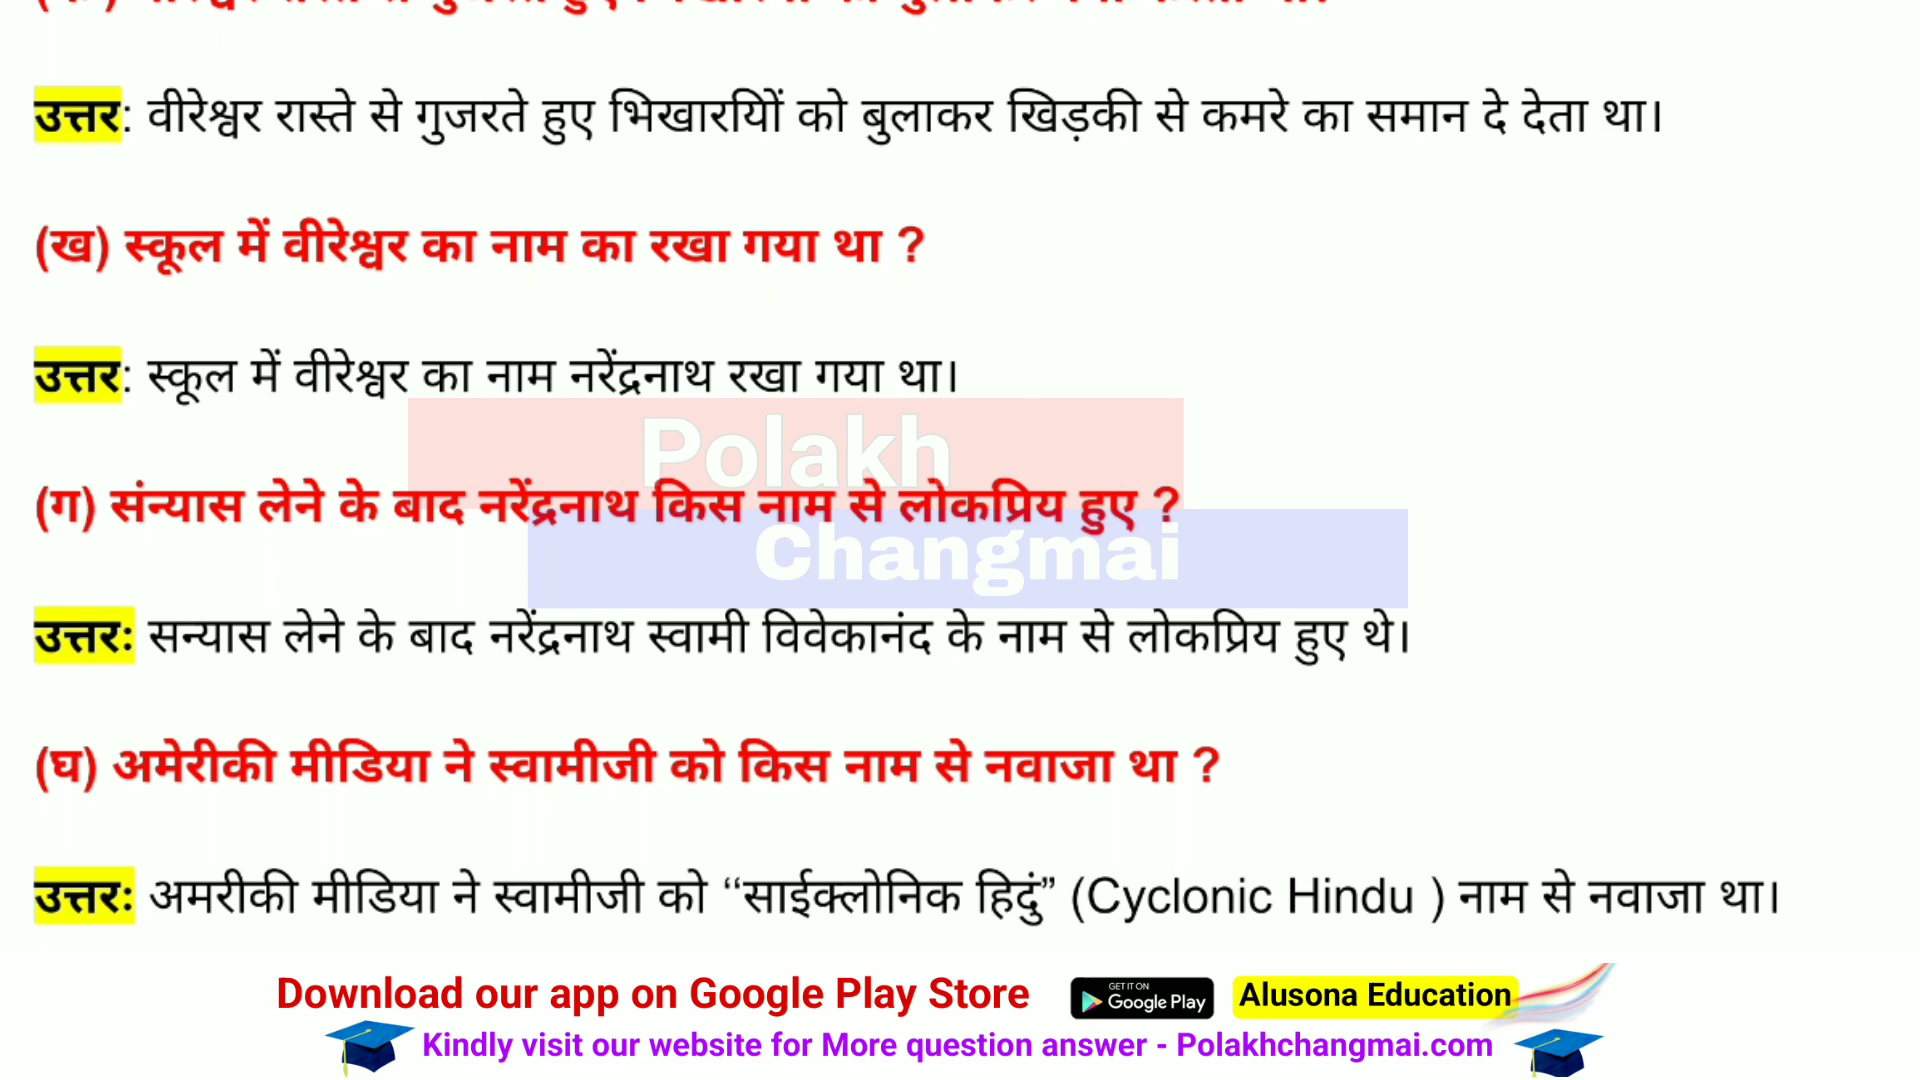 उत्तर: वीरेश्वर रास्ते से गुजरते हुए भिखारियों को बुलाकर खिड़की से कमरे का समान दे देता था।
(ख) स्कूल में वीरेश्वर का नाम का रखा गया था ?
उत्तर: स्कूल में वीरेश्वर का नाम नरेंद्रनाथ रखा गया था।
Polakh
(ग) संन्यास लेने के बाद नरेंद्रनाथ किस नाम से लोकप्रिय हुए ?
Changmai
उत्तर: सन्यास लेने के बाद नरेंद्रनाथ स्वामी विवेकानंद के नाम से लोकप्रिय हुए थे।
(घ) अमेरीकी मीडिया ने स्वामीजी को किस नाम से नवाजा था ?
उत्तर: अमरीकी मीडिया ने स्वामीजी को “साईक्लोनिक हिदुं” (Cyclonic Hindu ) नाम से नवाजा था।
Download our app on Google Play Store GET IT ON Google Play Alusona Education
Kindly visit our website for More question answer - Polakhchangmai.com